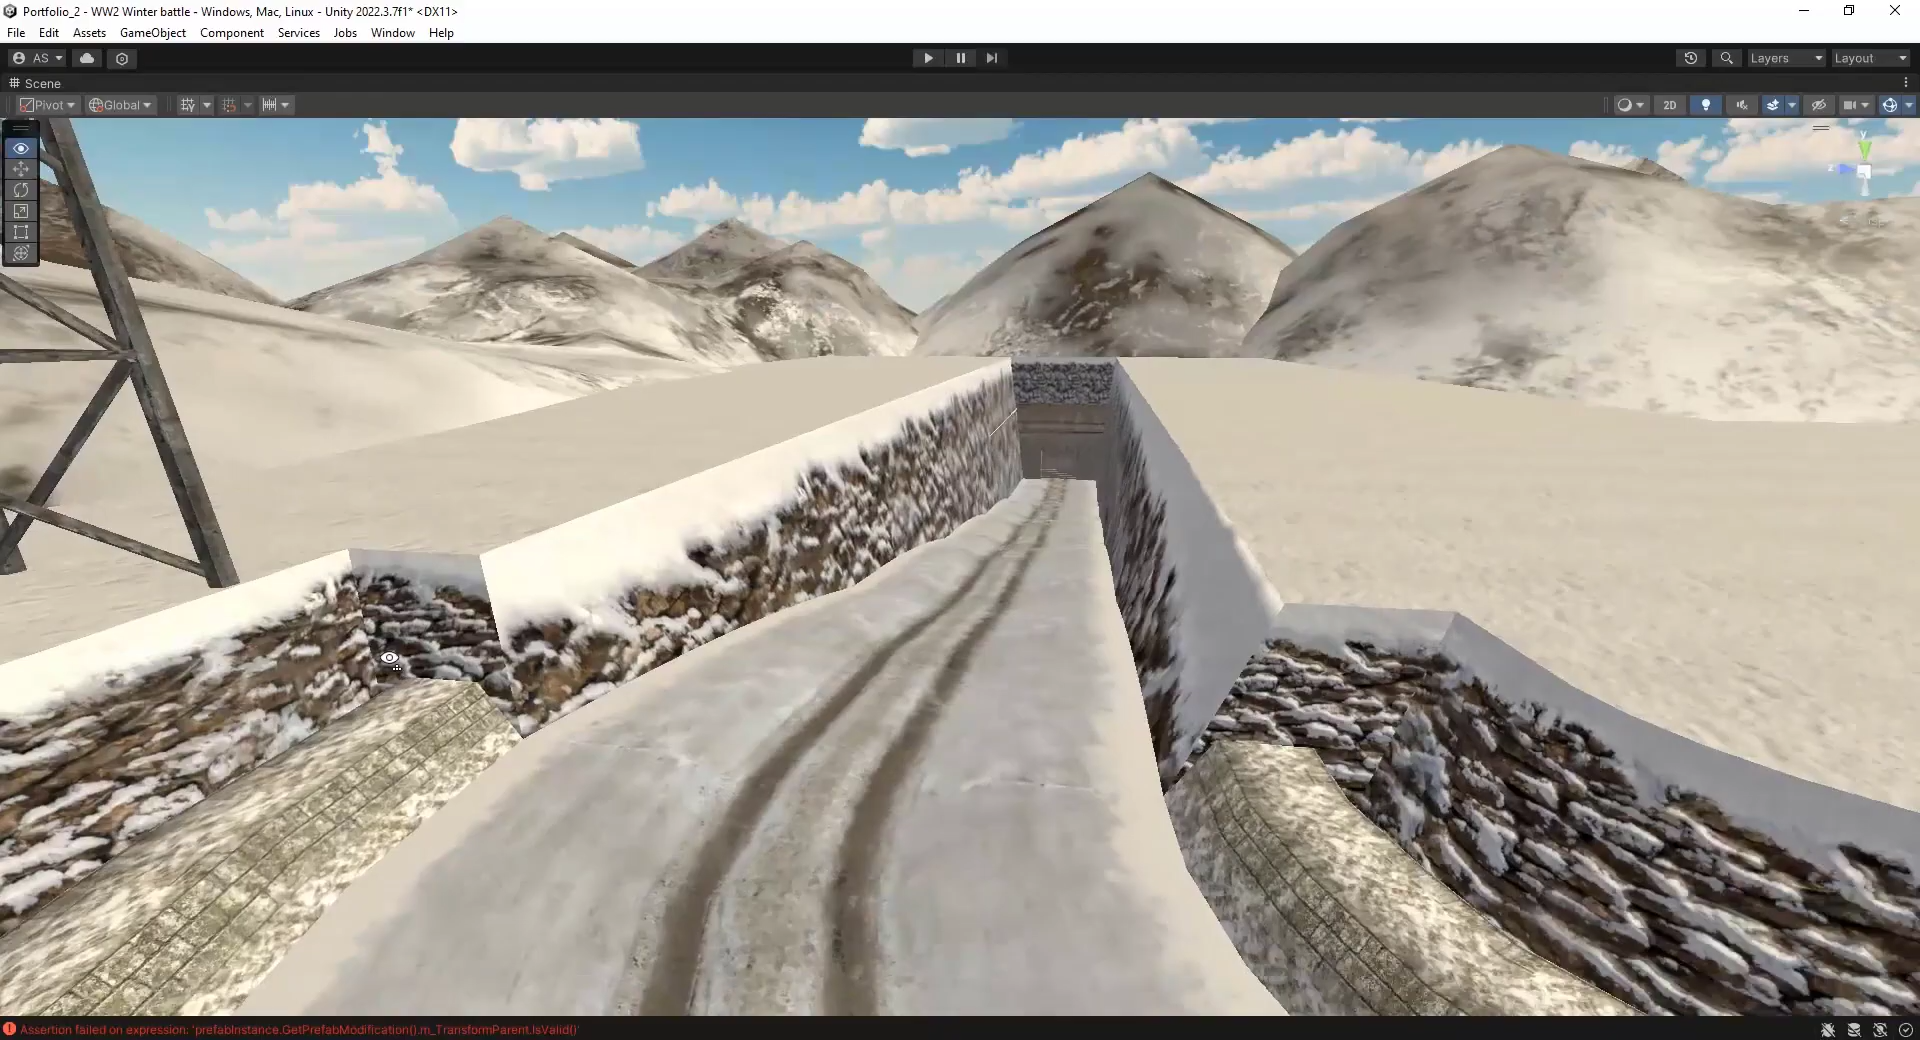 Portfolio_2 - WW2 Winter battle - Windows, Mac, Linux - Unity 2022.3.7f1* <DX11>
File Edit Assets GameObject Component Services Jobs Window Help
AS Layers Layout
Scene
Pivot Global 2D
y
z
Assertion failed on expression: 'prefabInstance.GetPrefabModification().m_TransformParent.IsValid()'